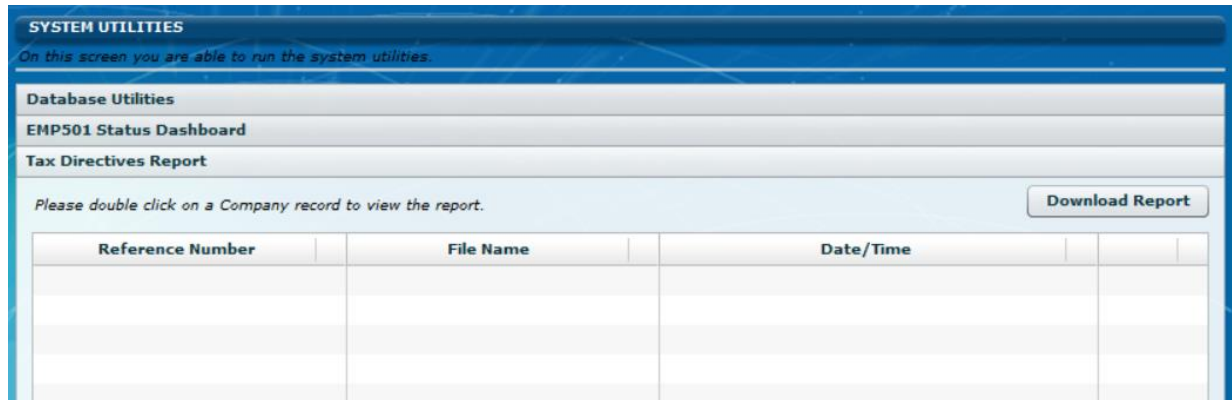 SYSTEM UTILITIES
On this screen you are able to run the system utilities.
Database Utilities
EMP501 Status Dashboard
Tax Directives Report
Please double click on a Company record to view the report.
Download Report
Reference Number File Name Date/Time